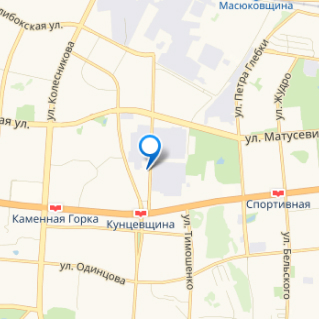 Масюковщина
либокская ул.
ул. Колесникова
ул. Петра Глебки
ул. Жудро
ая ул.
ул. Матусеви
Спортивная
Каменная Горка
Кунцевщина
ул. Тимошенко
ул. Бельского
ул. Одинцова